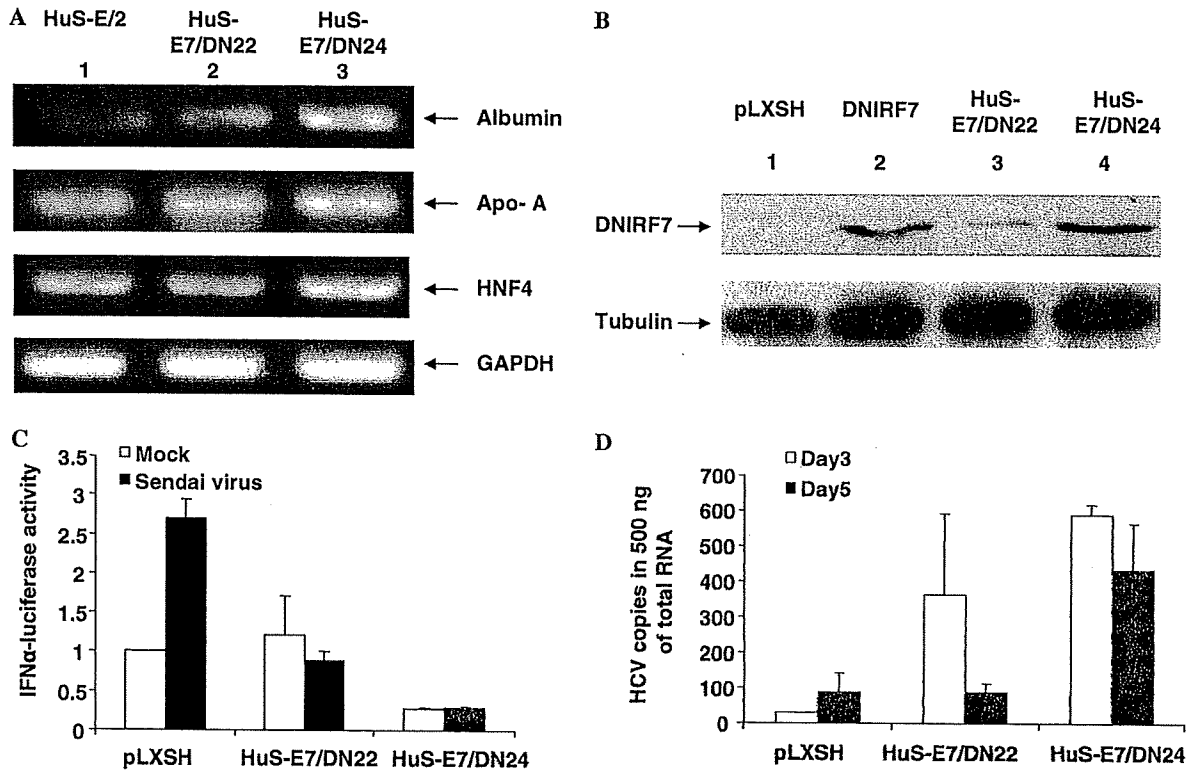 A
HuS-E/2
HuS-
E7/DN22
HuS-
E7/DN24
1
2
3
Albumin
Apo- A
HNF4
GAPDH
B
pLXSH
DNIRF7
HuS-
E7/DN22
HuS-
E7/DN24
1
2
3
4
DNIRF7
Tubulin
C
Mock
Sendai virus
IFNα-luciferase activity
3.5
3
2.5
2
1.5
1
0.5
0
pLXSH
HuS-E7/DN22
HuS-E7/DN24
D
Day3
Day5
HCV copies in 500 ng
of total RNA
700
600
500
400
300
200
100
0
pLXSH
HuS-E7/DN22
HuS-E7/DN24